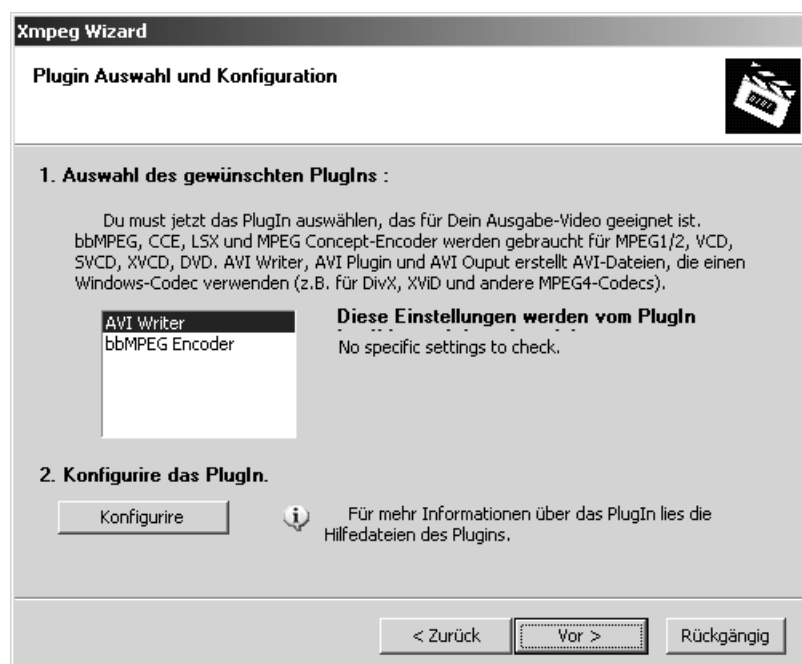 Xmpeg Wizard
Plugin Auswahl und Konfiguration
1. Auswahl des gewünschten PlugIns :
Du must jetzt das PlugIn auswählen, das für Dein Ausgabe-Video geeignet ist.
bbMPEG, CCE, LSX und MPEG Concept-Encoder werden gebraucht für MPEG1/2, VCD,
SVCD, XVCD, DVD. AVI Writer, AVI Plugin und AVI Ouput erstellt AVI-Dateien, die einen
Windows-Codec verwenden (z.B. für DivX, XViD und andere MPEG4-Codecs).
AVI Writer
bbMPEG Encoder
Diese Einstellungen werden vom PlugIn
No specific settings to check.
2. Konfigurire das PlugIn.
Konfigurire
Für mehr Informationen über das PlugIn lies die
Hilfedateien des Plugins.
< Zurück
Vor >
Rückgängig